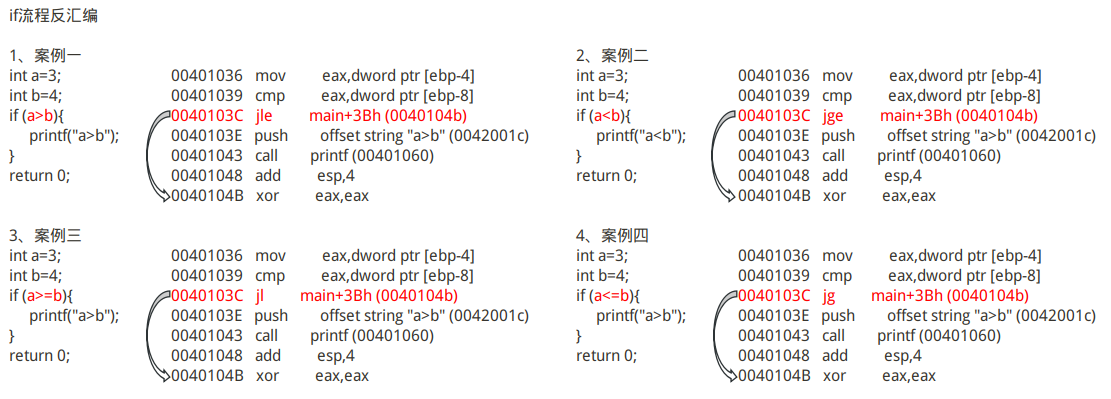 if流程反汇编
1、案例一
int a=3; 00401036 mov eax,dword ptr [ebp-4]
int b=4; 00401039 cmp eax,dword ptr [ebp-8]
if (a>b){ 0040103C jle main+3Bh (0040104b)
printf("a>b"); 0040103E push offset string "a>b" (0042001c)
} 00401043 call printf (00401060)
return 0; 00401048 add esp,4
0040104B xor eax,eax
2、案例二
int a=3; 00401036 mov eax,dword ptr [ebp-4]
int b=4; 00401039 cmp eax,dword ptr [ebp-8]
if (a<b){ 0040103C jge main+3Bh (0040104b)
printf("a<b"); 0040103E push offset string "a>b" (0042001c)
} 00401043 call printf (00401060)
return 0; 00401048 add esp,4
0040104B xor eax,eax
3、案例三
int a=3; 00401036 mov eax,dword ptr [ebp-4]
int b=4; 00401039 cmp eax,dword ptr [ebp-8]
if (a>=b){ 0040103C jl main+3Bh (0040104b)
printf("a>b"); 0040103E push offset string "a>b" (0042001c)
} 00401043 call printf (00401060)
return 0; 00401048 add esp,4
0040104B xor eax,eax
4、案例四
int a=3; 00401036 mov eax,dword ptr [ebp-4]
int b=4; 00401039 cmp eax,dword ptr [ebp-8]
if (a<=b){ 0040103C jg main+3Bh (0040104b)
printf("a>b"); 0040103E push offset string "a>b" (0042001c)
} 00401043 call printf (00401060)
return 0; 00401048 add esp,4
0040104B xor eax,eax